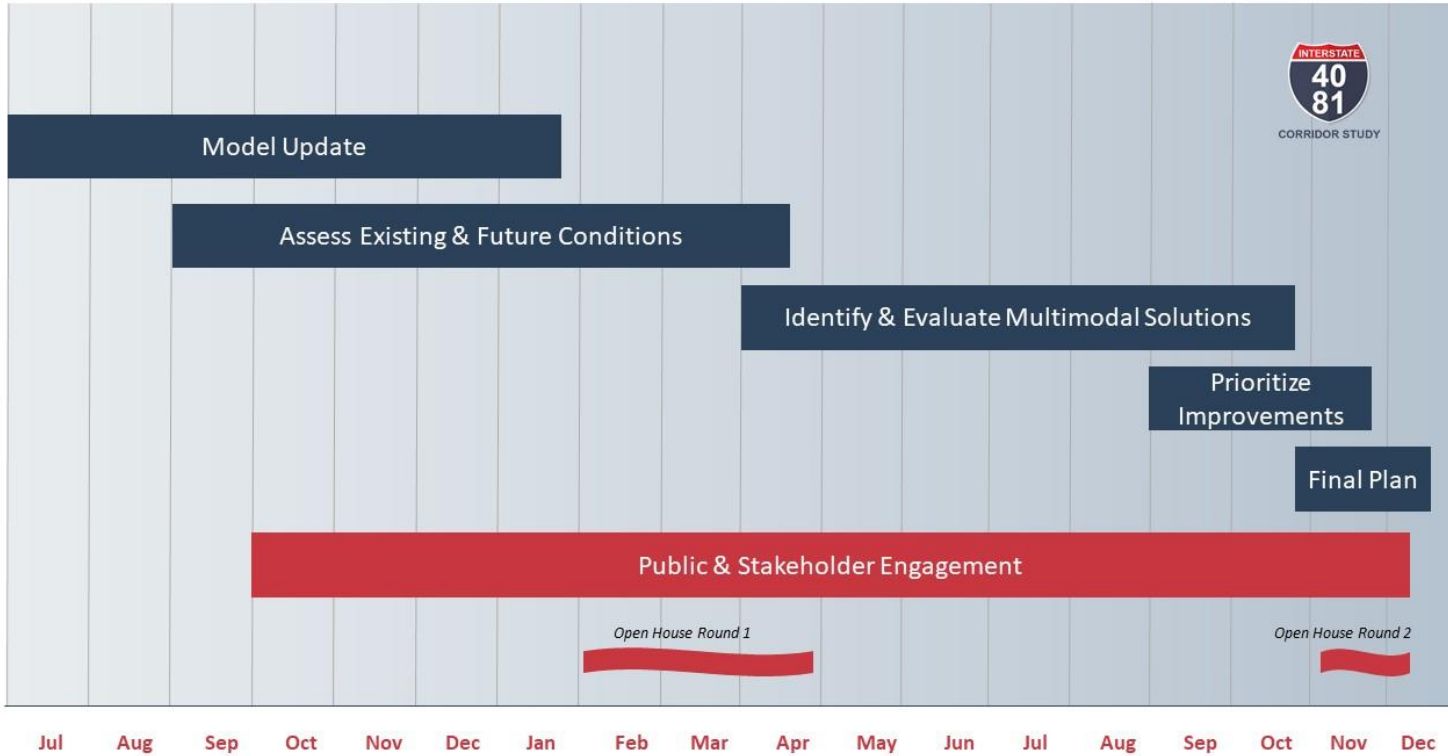 INTERSTATE
40
81
CORRIDOR STUDY
Model Update
Assess Existing & Future Conditions
Identify & Evaluate Multimodal Solutions
Prioritize
Improvements
Final Plan
Public & Stakeholder Engagement
Open House Round 1
Open House Round 2
Jul Aug Sep Oct Nov Dec Jan Feb Mar Apr May Jun Jul Aug Sep Oct Nov Dec